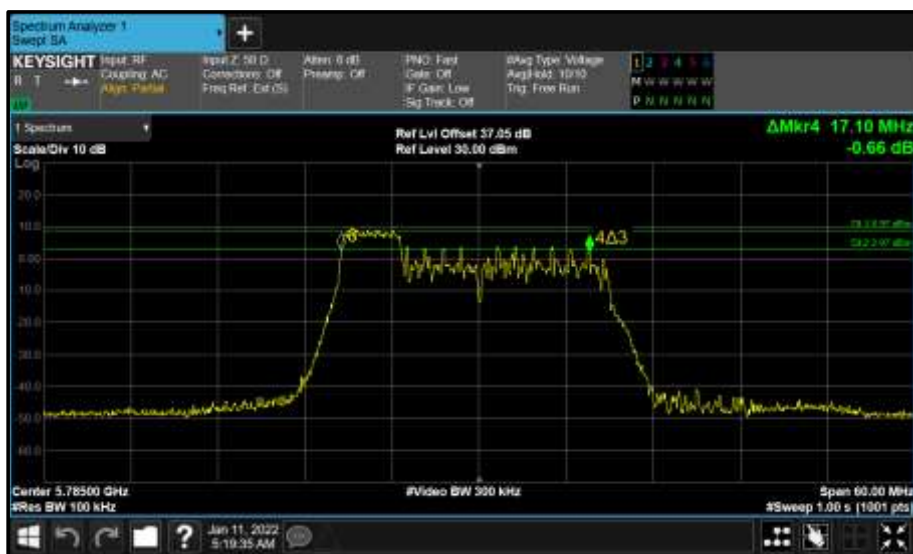 Spectrum Analyzer 1
Swept SA
KEYSIGHT
R T
Input: RF
Coupling: AC
Align: Partial
Input Z: 50 Ω
Corrections: Off
Freq Ref: Ext (S)
Atten: 6 dB
Preamp: Off
PNO: Fast
Gate: Off
IF Gain: Low
Sig Track: Off
#Avg Type: Voltage
Avg|Hold: 10/10
Trig: Free Run
1 2 3 4 5 6
M W W W W W
P N N N N N
1 Spectrum
Scale/Div 10 dB
Log
Ref Lvl Offset 37.05 dB
Ref Level 30.00 dBm
ΔMkr4 17.10 MHz
-0.66 dB
20.0
10.0
0.00
-10.0
-20.0
-30.0
-40.0
-50.0
-60.0
4Δ3
Center 5.78500 GHz
#Res BW 100 kHz
#Video BW 300 kHz
Span 60.00 MHz
#Sweep 1.00 s (1001 pts)
Jan 11, 2022
5:19:35 AM